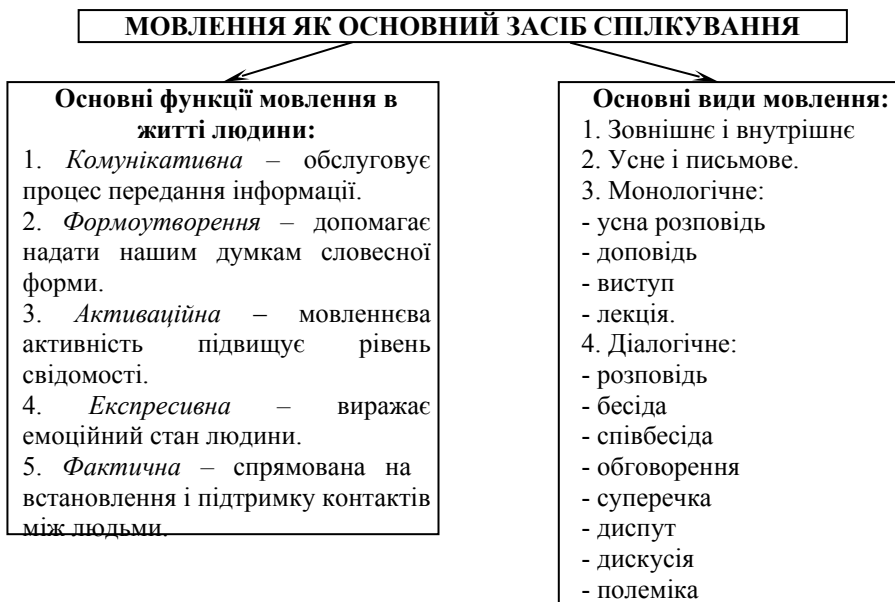 МОВЛЕННЯ ЯК ОСНОВНИЙ ЗАСІБ СПІЛКУВАННЯ
Основні функції мовлення в
житті людини:
1. Комунікативна – обслуговує
процес передання інформації.
2. Формоутворення – допомагає
надати нашим думкам словесної
форми.
3. Активаційна – мовленнєва
активність підвищує рівень
свідомості.
4. Експресивна – виражає
емоційний стан людини.
5. Фактична – спрямована на
встановлення і підтримку контактів
між людьми.
Основні види мовлення:
1. Зовнішнє і внутрішнє
2. Усне і письмове.
3. Монологічне:
- усна розповідь
- доповідь
- виступ
- лекція.
4. Діалогічне:
- розповідь
- бесіда
- співбесіда
- обговорення
- суперечка
- диспут
- дискусія
- полеміка